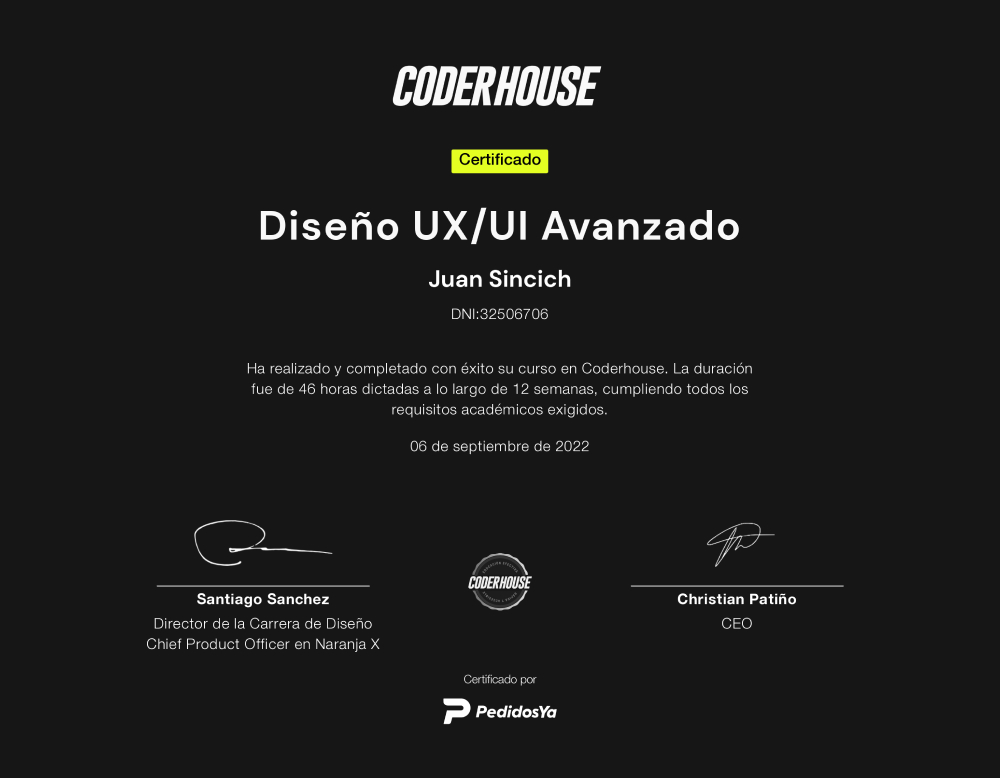 CODERHOUSE
Certificado
Diseño UX/UI Avanzado
Juan Sincich
DNI:32506706
Ha realizado y completado con éxito su curso en Coderhouse. La duración
fue de 46 horas dictadas a lo largo de 12 semanas, cumpliendo todos los
requisitos académicos exigidos.
06 de septiembre de 2022
Santiago Sanchez
Director de la Carrera de Diseño
Chief Product Officer en Naranja X
CODERHOUSE
Christian Patiño
CEO
Certificado por
PedidosYa